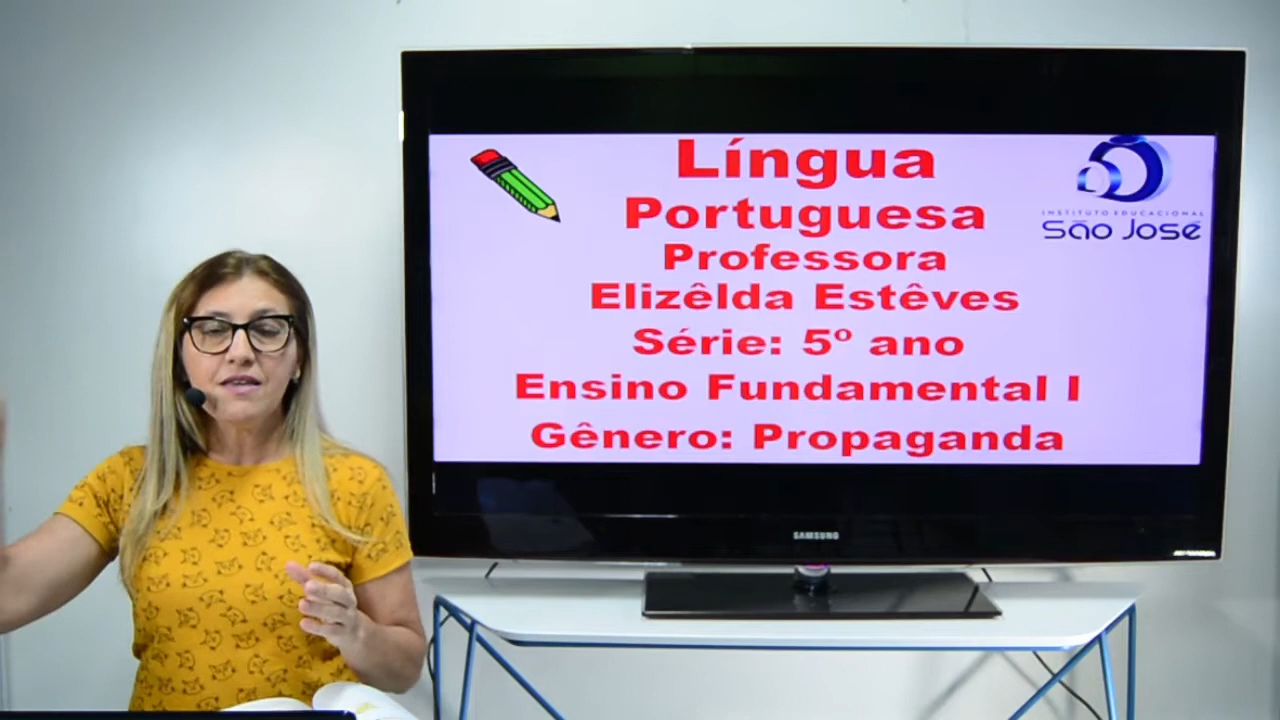 Língua
Portuguesa
Professora
Elizêlda Estêves
Série: 5º ano
Ensino Fundamental I
Gênero: Propaganda
INSTITUTO EDUCACIONAL
São José
SAMSUNG